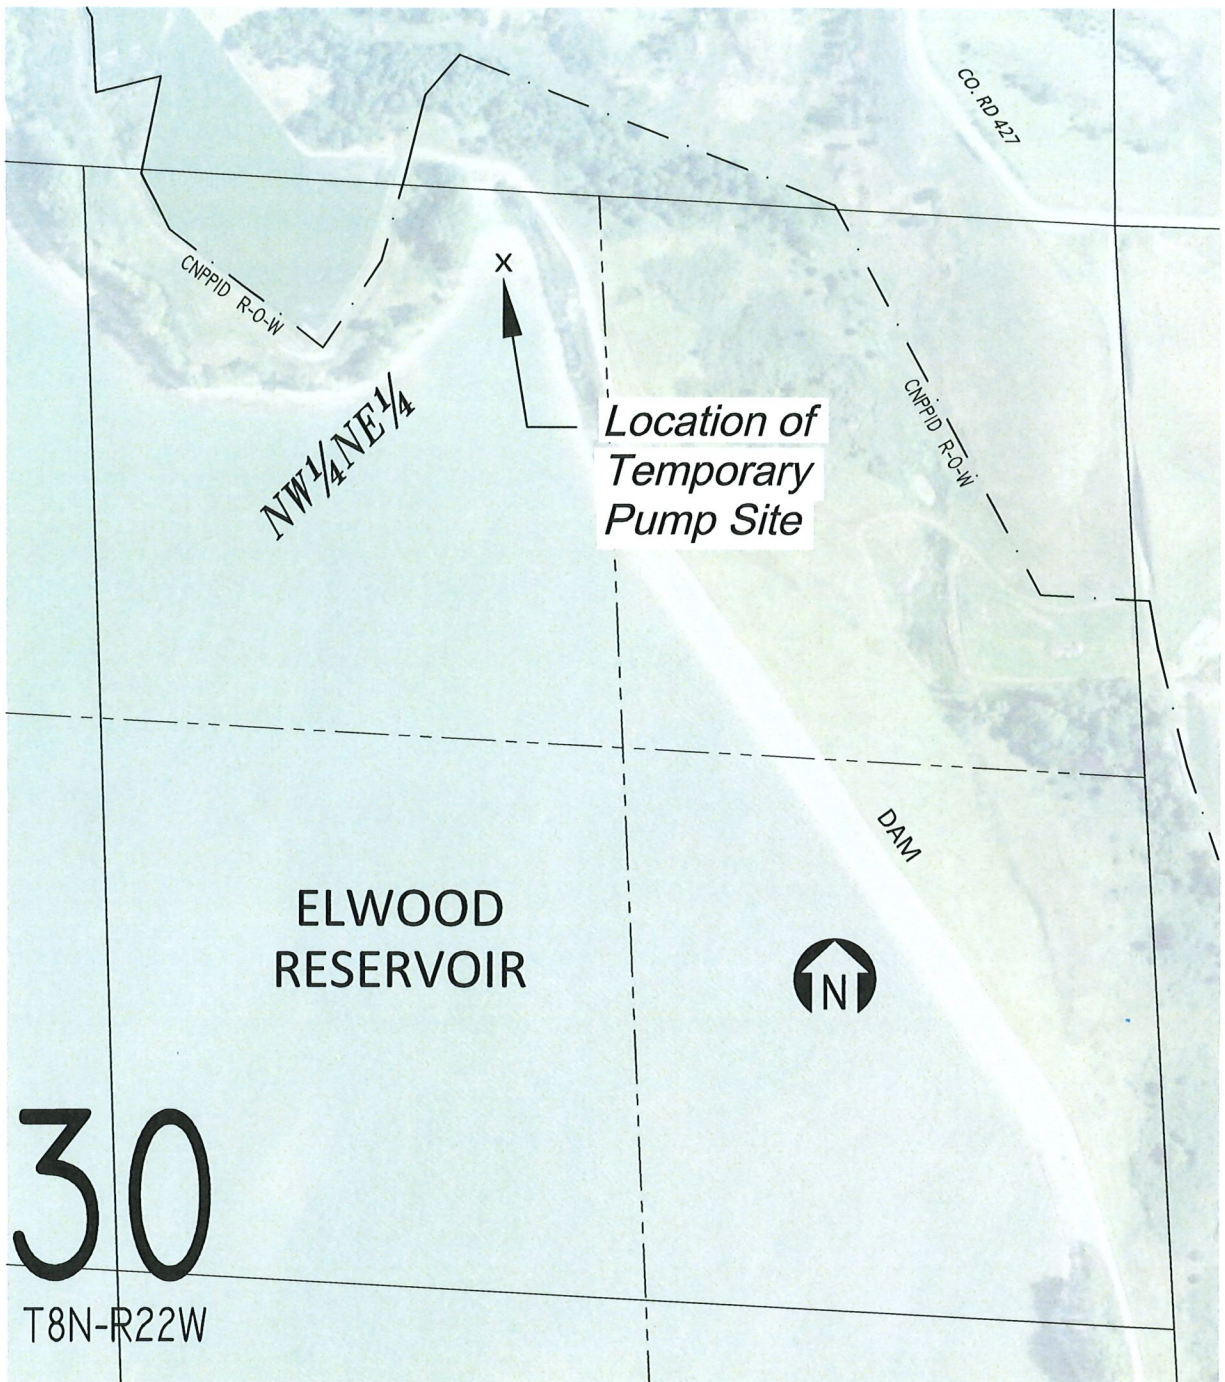 CO. RD 427
CNPPID R-O-W
x
NW¼NE¼
Location of
Temporary
Pump Site
CNPPID R-O-W
DAM
ELWOOD
RESERVOIR
N
30
T8N-R22W